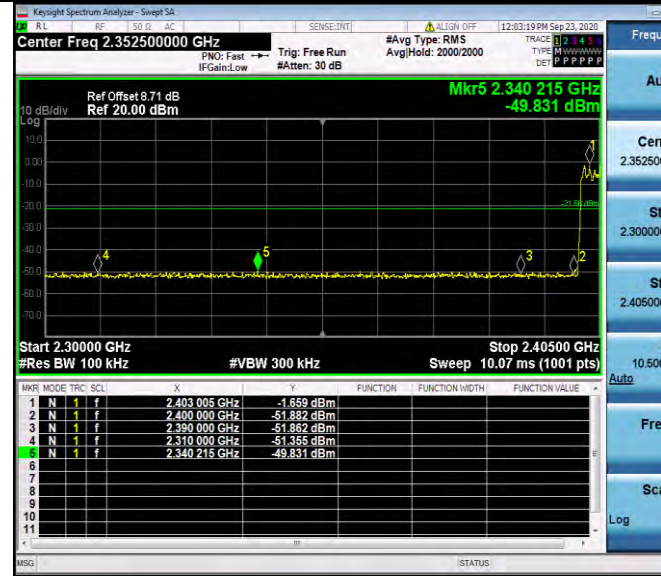 Keysight Spectrum Analyzer - Swept SA
RL RF 50 Ω AC SENSE:INT ALIGN OFF 12:03:19 PM Sep 23, 2020
Center Freq 2.352500000 GHz #Avg Type: RMS TRACE 1 2 3 4 5 6
PNO: Fast Trig: Free Run Avg|Hold: 2000/2000 TYPE M WWWWW
IFGain:Low #Atten: 30 dB DET P P P P P P
Mkr5 2.340 215 GHz
Ref Offset 8.71 dB
10 dB/div Ref 20.00 dBm -49.831 dBm
Log
10.0
0.00
-10.0
-20.0
-30.0
-40.0
-50.0
-60.0
-70.0
1
2
3
4
5
Start 2.30000 GHz Stop 2.40500 GHz
#Res BW 100 kHz #VBW 300 kHz Sweep 10.07 ms (1001 pts)
MKR MODE TRC SCL X Y FUNCTION FUNCTION WIDTH FUNCTION VALUE
1 N 1 f 2.403 005 GHz -1.659 dBm
2 N 1 f 2.400 000 GHz -51.882 dBm
3 N 1 f 2.390 000 GHz -51.862 dBm
4 N 1 f 2.310 000 GHz -51.355 dBm
5 N 1 f 2.340 215 GHz -49.831 dBm
6
7
8
9
10
11
MSG STATUS
Frequ
Au
Cen
2.35250
St
2.30000
St
2.40500
10.500
Auto
Fre
Sca
Log